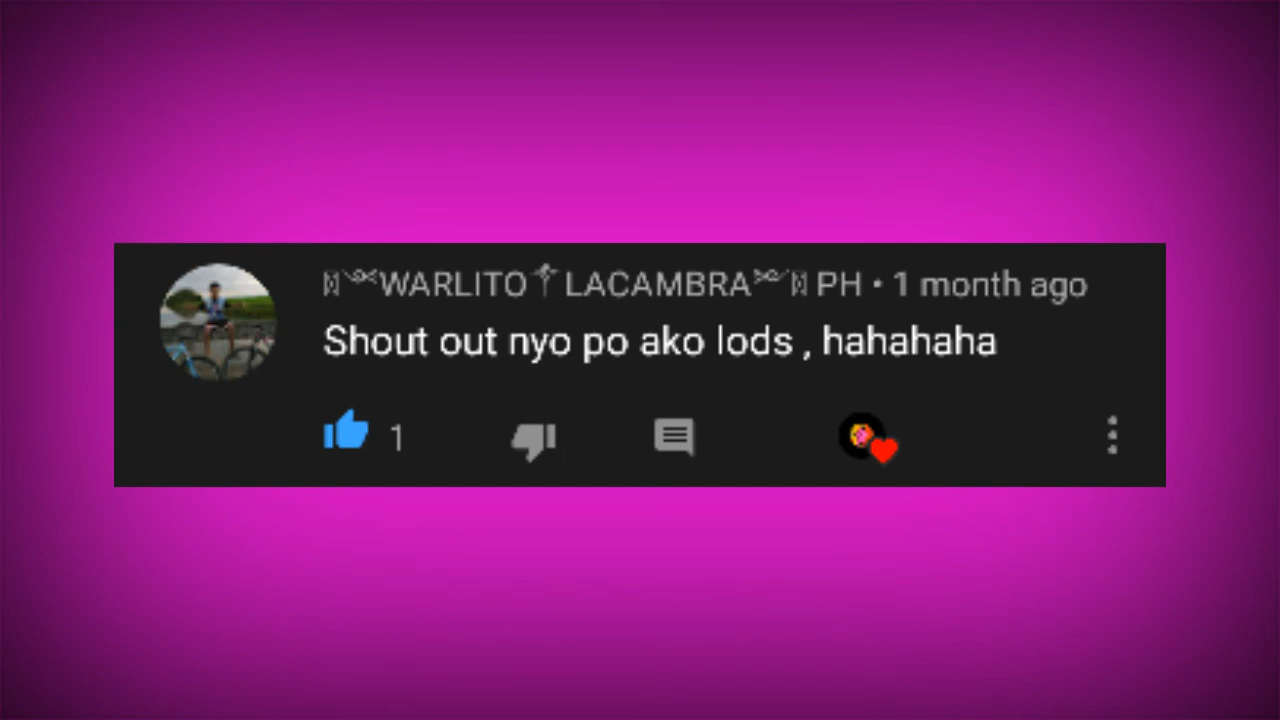 WARLITO༒LACAMBRA PH • 1 month ago
Shout out nyo po ako lods , hahahaha
1